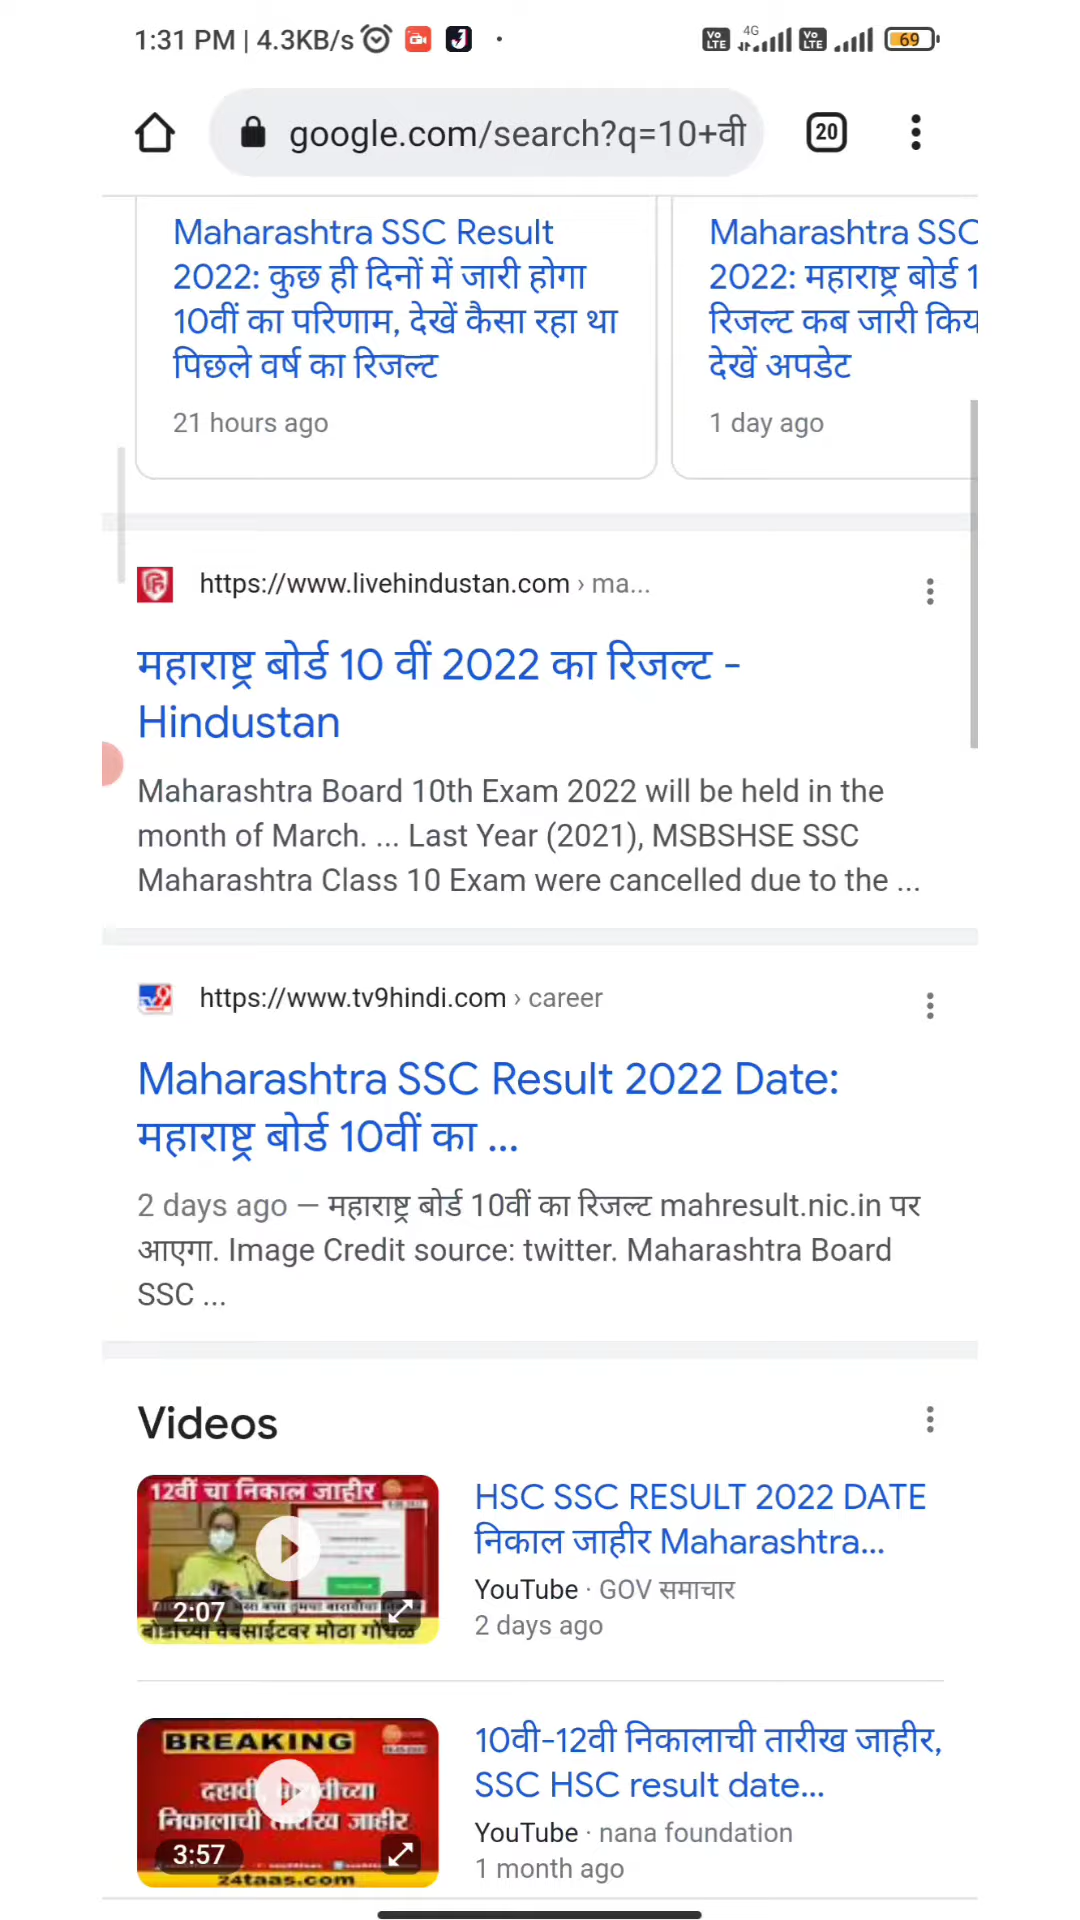 1:31 PM | 4.3KB/s
4G
69
google.com/search?q=10+वी
20
Maharashtra SSC Result
2022: कुछ ही दिनों में जारी होगा
10वीं का परिणाम, देखें कैसा रहा था
पिछले वर्ष का रिजल्ट
21 hours ago
Maharashtra SSC
2022: महाराष्ट्र बोर्ड 1
रिजल्ट कब जारी किय
देखें अपडेट
1 day ago
https://www.livehindustan.com › ma...
महाराष्ट्र बोर्ड 10 वीं 2022 का रिजल्ट -
Hindustan
Maharashtra Board 10th Exam 2022 will be held in the
month of March. ... Last Year (2021), MSBSHSE SSC
Maharashtra Class 10 Exam were cancelled due to the ...
https://www.tv9hindi.com › career
Maharashtra SSC Result 2022 Date:
महाराष्ट्र बोर्ड 10वीं का ...
2 days ago — महाराष्ट्र बोर्ड 10वीं का रिजल्ट mahresult.nic.in पर
आएगा. Image Credit source: twitter. Maharashtra Board
SSC ...
Videos
12वीं चा निकाल जाहीर
2:07
बोर्डाच्या वेबसाईटवर मोठा गोंधळ
HSC SSC RESULT 2022 DATE
निकाल जाहीर Maharashtra...
YouTube · GOV समाचार
2 days ago
BREAKING
दहावी, बारावीच्या
निकालाची तारीख जाहीर
3:57
24taas.com
10वी-12वी निकालाची तारीख जाहीर,
SSC HSC result date...
YouTube · nana foundation
1 month ago